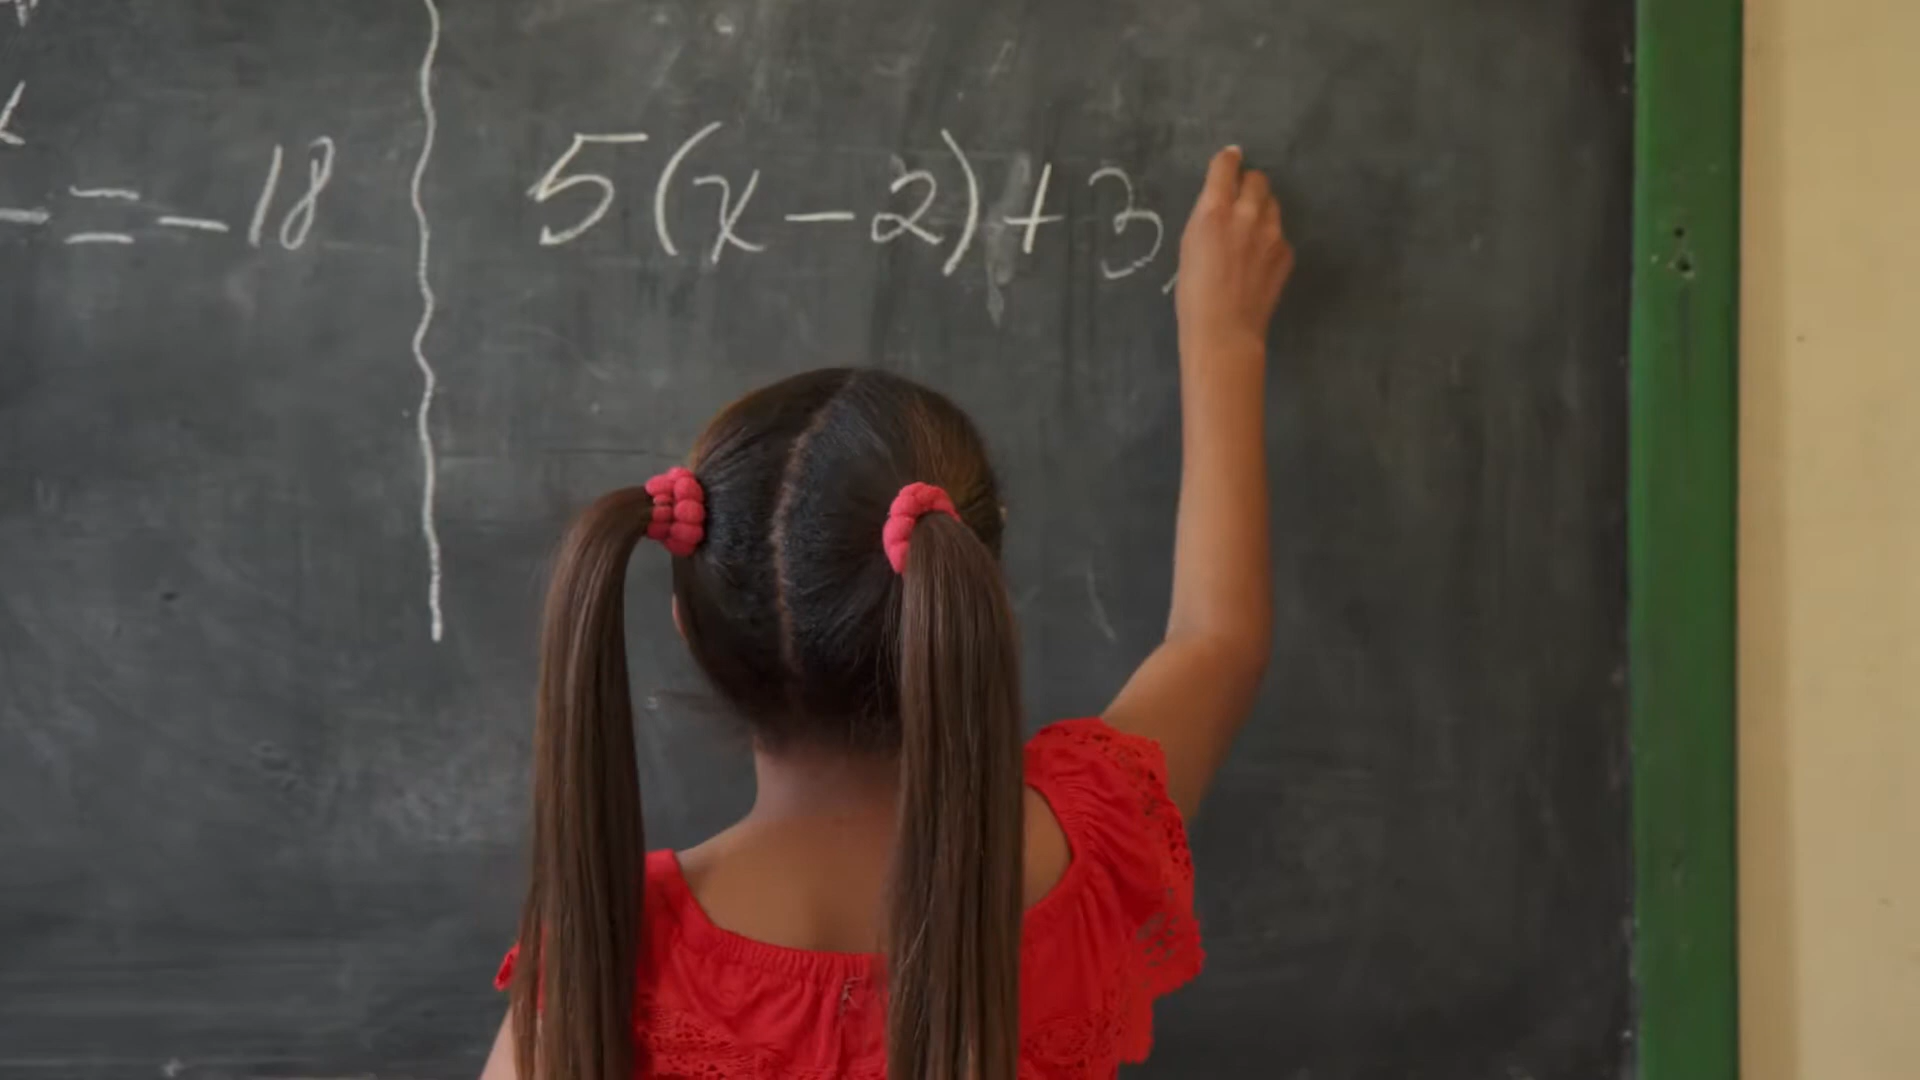 = -18
5(x-2)+3